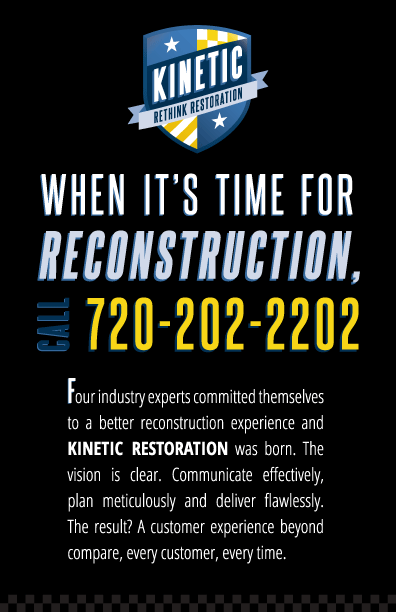 KINETIC
RETHINK RESTORATION
WHEN IT'S TIME FOR
RECONSTRUCTION,
CALL 720-202-2202
Four industry experts committed themselves
to a better reconstruction experience and
KINETIC RESTORATION was born. The
vision is clear. Communicate effectively,
plan meticulously and deliver flawlessly.
The result? A customer experience beyond
compare, every customer, every time.